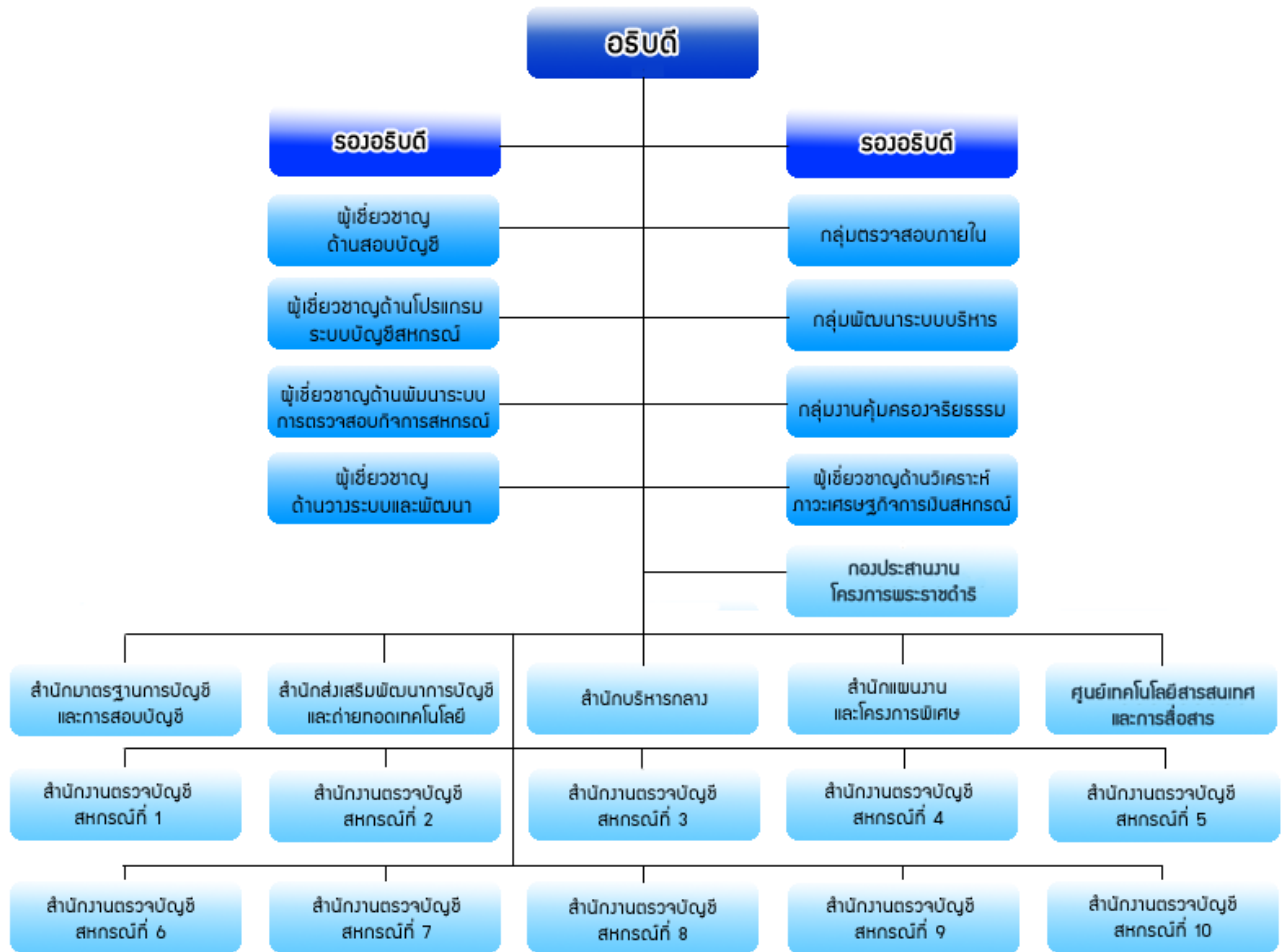 อธิบดี
รองอธิบดี
รองอธิบดี
ผู้เชี่ยวชาญ
ด้านสอบบัญชี
กลุ่มตรวจสอบภายใน
ผู้เชี่ยวชาญด้านโปรแกรม
ระบบบัญชีสหกรณ์
กลุ่มพัฒนาระบบบริหาร
ผู้เชี่ยวชาญด้านพัมนาระบบ
การตรวจสอบกิจการสหกรณ์
กลุ่มงานคุ้มครองจริยธรรม
ผู้เชี่ยวชาญ
ด้านวางระบบและพัฒนา
ผู้เชี่ยวชาญด้านวิเคราะห์
ภาวะเศรษฐกิจการเงินสหกรณ์
กองประสานงาน
โครงการพระราชดำริ
สำนักมาตรฐานการบัญชี
และการสอบบัญชี
สำนักส่งเสริมพัฒนาการบัญชี
และถ่ายทอดเทคโนโลยี
สำนักบริหารกลาง
สำนักแผนงาน
และโครงการพิเศษ
ศูนย์เทคโนโลยีสารสนเทศ
และการสื่อสาร
สำนักงานตรวจบัญชี
สหกรณ์ที่ 1
สำนักงานตรวจบัญชี
สหกรณ์ที่ 2
สำนักงานตรวจบัญชี
สหกรณ์ที่ 3
สำนักงานตรวจบัญชี
สหกรณ์ที่ 4
สำนักงานตรวจบัญชี
สหกรณ์ที่ 5
สำนักงานตรวจบัญชี
สหกรณ์ที่ 6
สำนักงานตรวจบัญชี
สหกรณ์ที่ 7
สำนักงานตรวจบัญชี
สหกรณ์ที่ 8
สำนักงานตรวจบัญชี
สหกรณ์ที่ 9
สำนักงานตรวจบัญชี
สหกรณ์ที่ 10